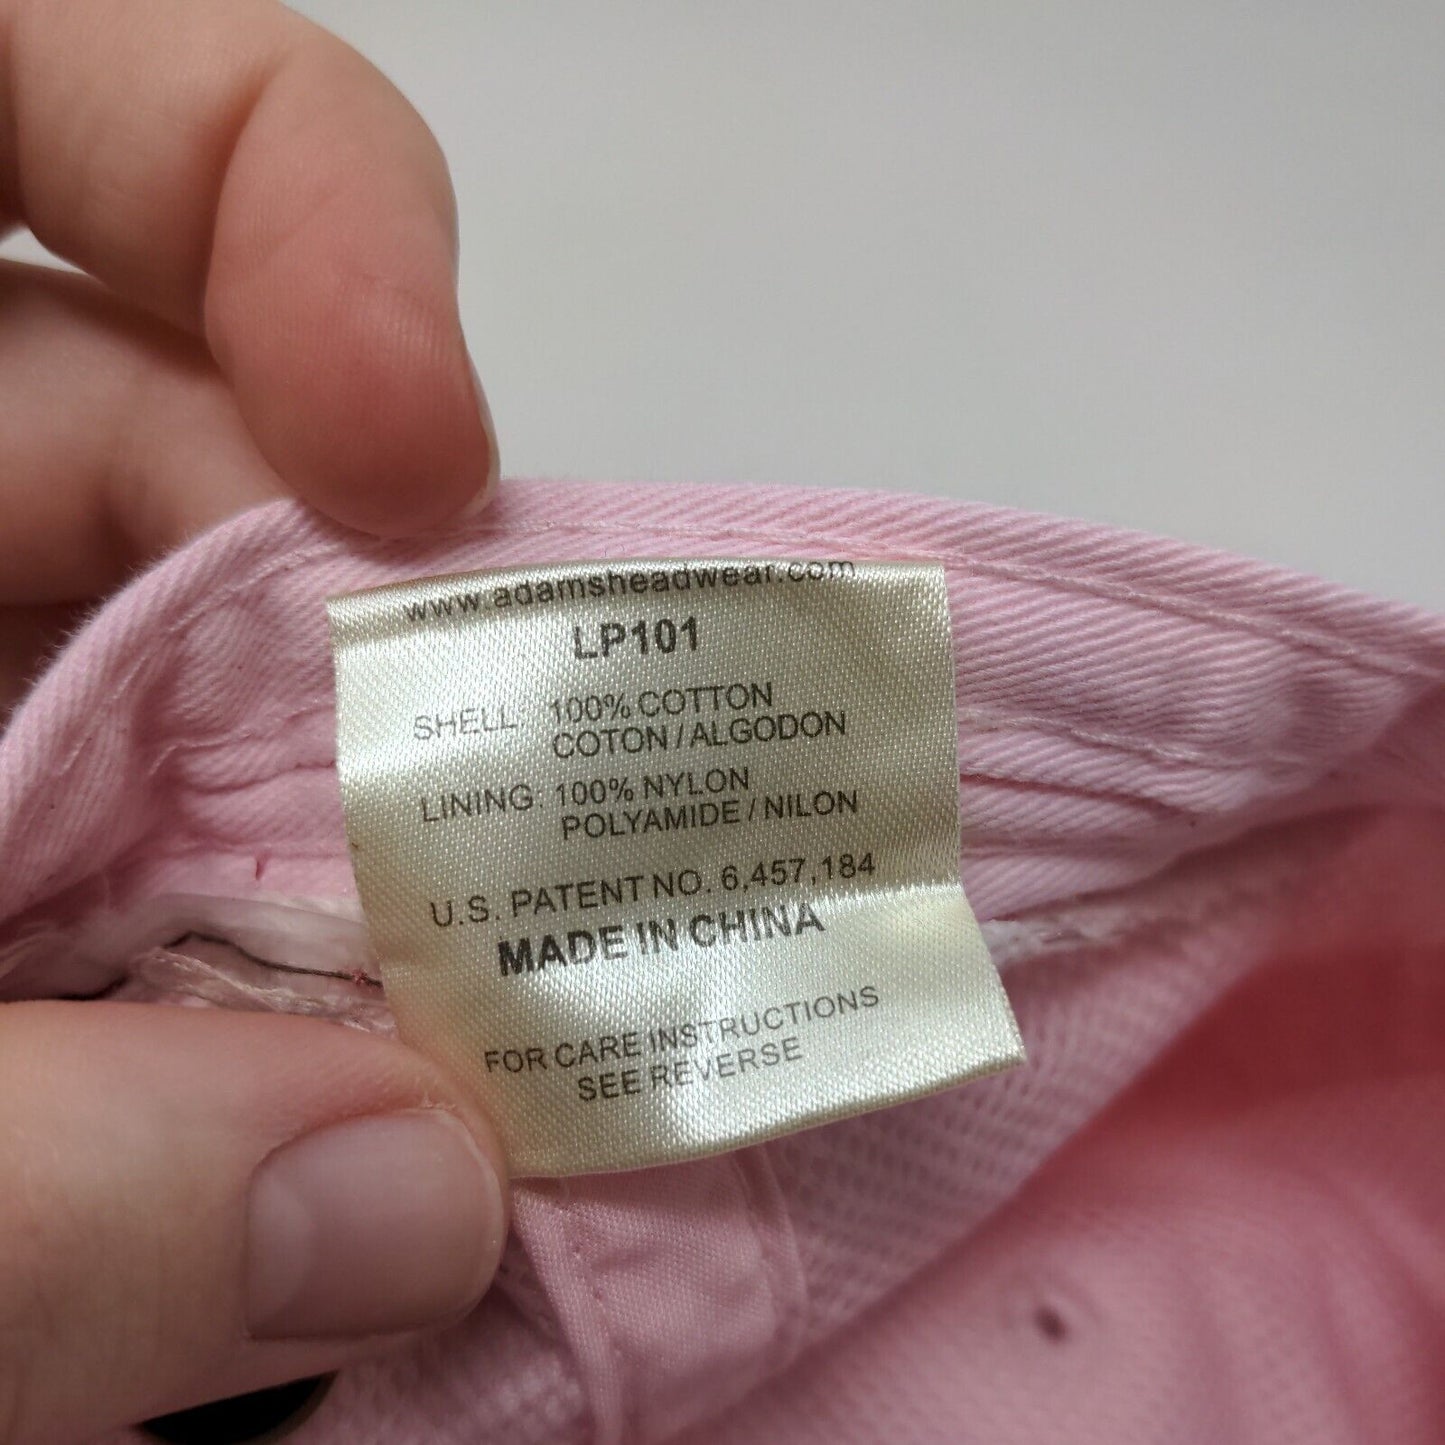 www.adamsheadwear.com
LP101
SHELL: 100% COTTON
COTON / ALGODON
LINING: 100% NYLON
POLYAMIDE / NILON
U.S. PATENT NO. 6,457,184
MADE IN CHINA
FOR CARE INSTRUCTIONS
SEE REVERSE